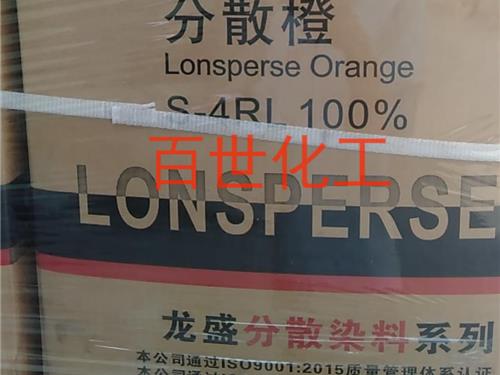 分散橙
Lonsperse Orange
S-4RL 100%
百世化工
LONSPERSE
龙盛分散染料系列
本公司通过ISO9001:2015质量管理体系认证